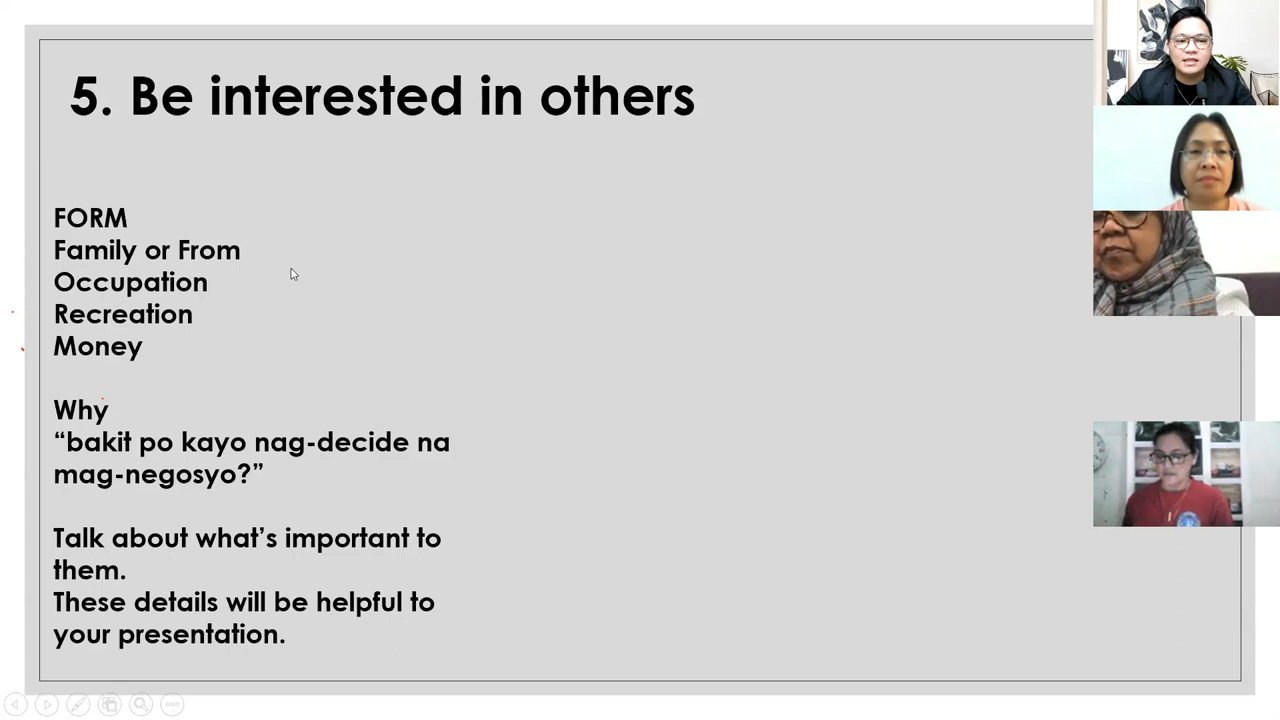 5. Be interested in others
FORM
Family or From
Occupation
Recreation
Money
Why
“bakit po kayo nag-decide na
mag-negosyo?”
Talk about what’s important to
them.
These details will be helpful to
your presentation.